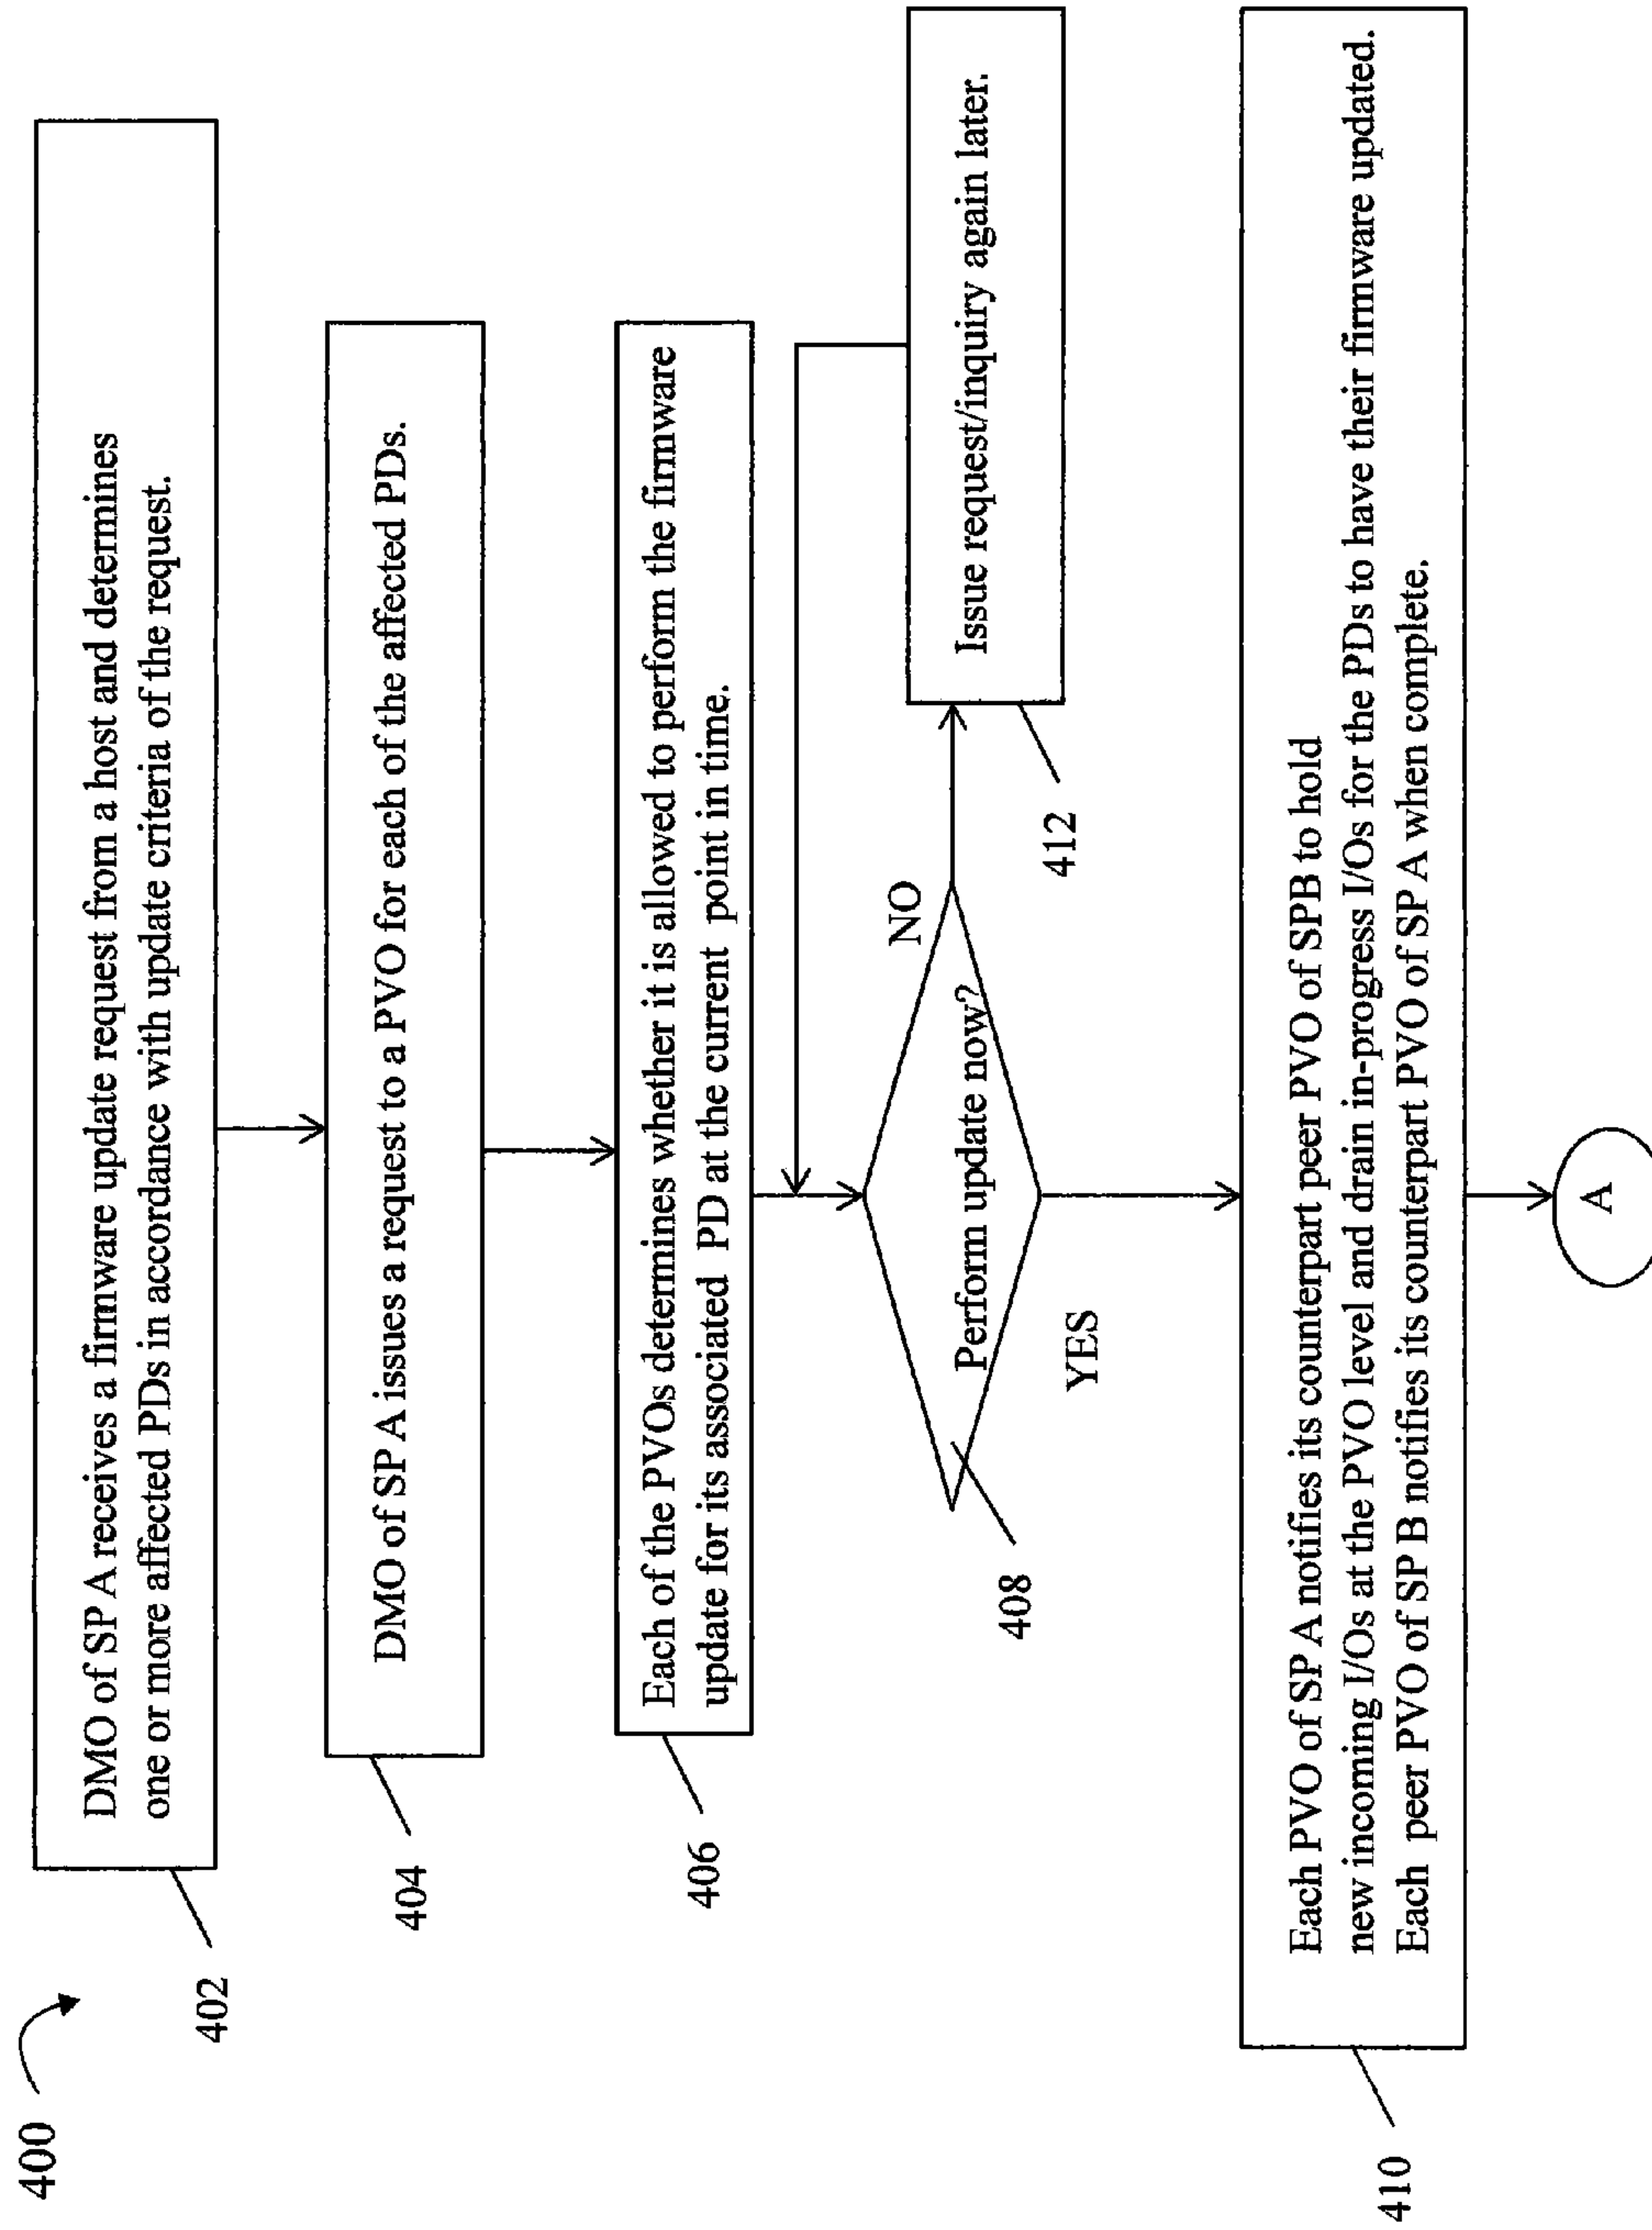 400
DMO of SP A receives a firmware update request from a host and determines
one or more affected PDs in accordance with update criteria of the request.
402
DMO of SP A issues a request to a PVO for each of the affected PDs.
404
Each of the PVOs determines whether it is allowed to perform the firmware
update for its associated PD at the current point in time.
406
Perform update now?
408
NO
Issue request/inquiry again later.
412
YES
Each PVO of SP A notifies its counterpart peer PVO of SPB to hold
new incoming I/Os at the PVO level and drain in-progress I/Os for the PDs to have their firmware updated.
Each peer PVO of SP B notifies its counterpart PVO of SP A when complete.
410
A